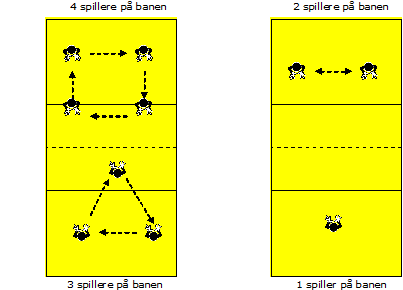 4 spillere på banen
2 spillere på banen
3 spillere på banen
1 spiller på banen